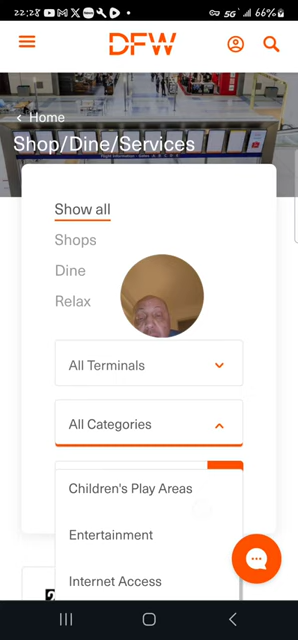 22:28
5G 66%
DFW
Home
Shop/Dine/Services
Show all
Shops
Dine
Relax
All Terminals
All Categories
Children's Play Areas
Entertainment
Internet Access